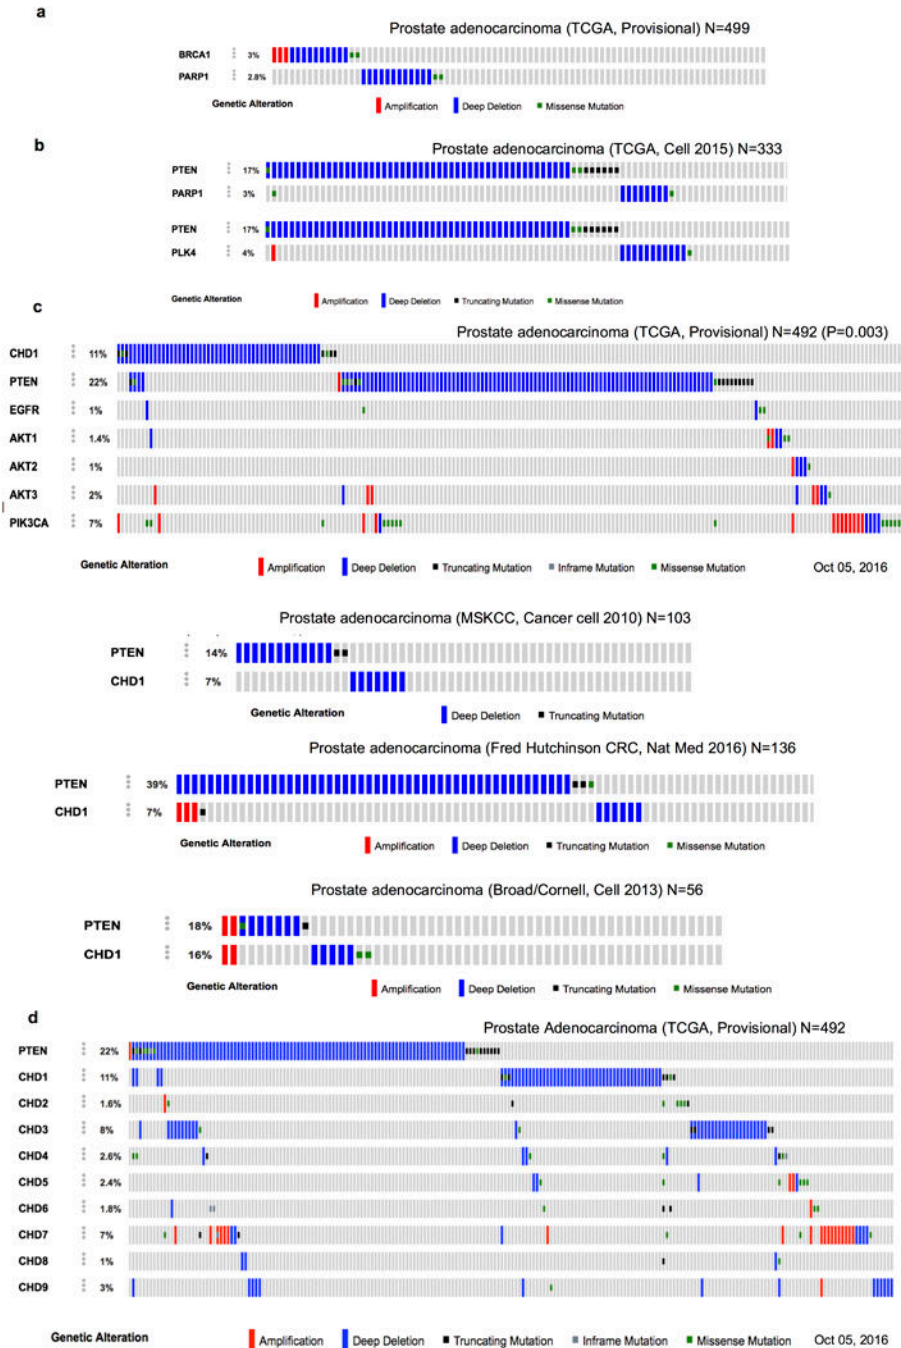 a
Prostate adenocarcinoma (TCGA, Provisional) N=499
BRCA1 3%
PARP1 2.8%
Genetic Alteration Amplification Deep Deletion Missense Mutation
b
Prostate adenocarcinoma (TCGA, Cell 2015) N=333
PTEN 17%
PARP1 3%
PTEN 17%
PLK4 4%
Genetic Alteration Amplification Deep Deletion Truncating Mutation Missense Mutation
c
Prostate adenocarcinoma (TCGA, Provisional) N=492 (P=0.003)
CHD1 11%
PTEN 22%
EGFR 1%
AKT1 1.4%
AKT2 1%
AKT3 2%
PIK3CA 7%
Genetic Alteration Amplification Deep Deletion Truncating Mutation Inframe Mutation Missense Mutation Oct 05, 2016
Prostate adenocarcinoma (MSKCC, Cancer cell 2010) N=103
PTEN 14%
CHD1 7%
Genetic Alteration Deep Deletion Truncating Mutation
Prostate adenocarcinoma (Fred Hutchinson CRC, Nat Med 2016) N=136
PTEN 39%
CHD1 7%
Genetic Alteration Amplification Deep Deletion Truncating Mutation Missense Mutation
Prostate adenocarcinoma (Broad/Cornell, Cell 2013) N=56
PTEN 18%
CHD1 16%
Genetic Alteration Amplification Deep Deletion Truncating Mutation Missense Mutation
d
Prostate Adenocarcinoma (TCGA, Provisional) N=492
PTEN 22%
CHD1 11%
CHD2 1.6%
CHD3 8%
CHD4 2.6%
CHD5 2.4%
CHD6 1.8%
CHD7 7%
CHD8 1%
CHD9 3%
Genetic Alteration Amplification Deep Deletion Truncating Mutation Inframe Mutation Missense Mutation Oct 05, 2016